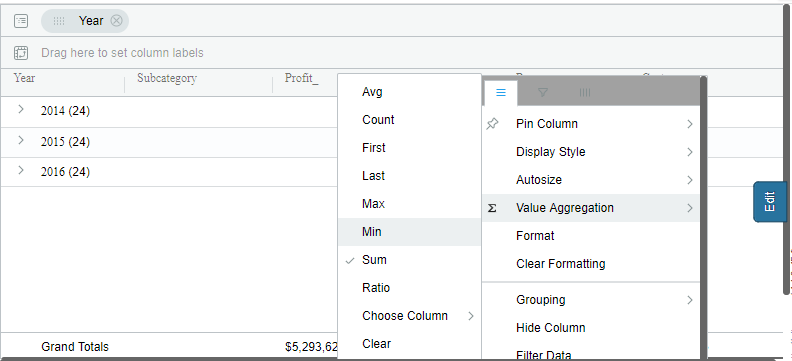 Year
Drag here to set column labels
Year Subcategory Profit_
2014 (24)
2015 (24)
2016 (24)
Grand Totals $5,293,62
Avg
Count
First
Last
Max
Min
Sum
Ratio
Choose Column
Clear
Pin Column
Display Style
Autosize
Value Aggregation
Format
Clear Formatting
Grouping
Hide Column
Filter Data
Edit